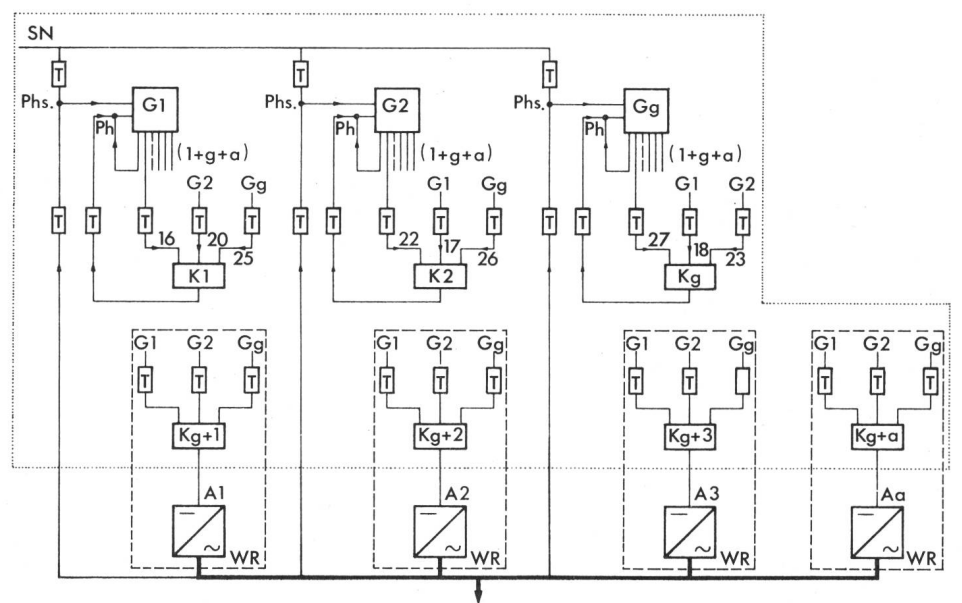 SN
T T T
Phs. G1 Phs. G2 Phs. Gg
Ph Ph Ph
(1+g+a) (1+g+a) (1+g+a)
G2 Gg G1 Gg G1 G2
T T T T T T T T T T T T T T T
16 20 25 22 17 26 27 18 23
K1 K2 Kg
G1 G2 Gg G1 G2 Gg G1 G2 Gg G1 G2 Gg
T T T T T T T T T T T
Kg+1 Kg+2 Kg+3 Kg+a
A1 A2 A3 Aa
WR WR WR WR